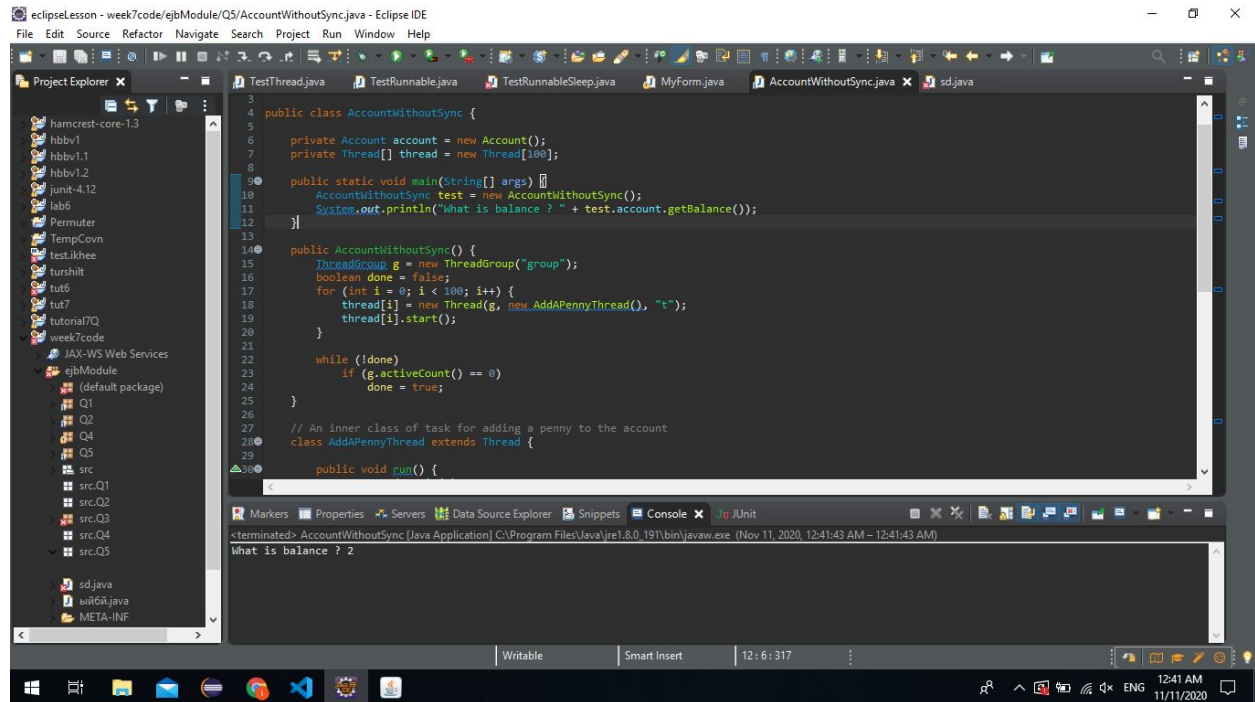 eclipseLesson - week7code/ejbModule/Q5/AccountWithoutSync.java - Eclipse IDE
File Edit Source Refactor Navigate Search Project Run Window Help
Project Explorer
TestThread.java TestRunnable.java TestRunnableSleep.java MyForm.java AccountWithoutSync.java sd.java
hamcrest-core-1.3
hbbv1
hbbv1.1
hbbv1.2
junit-4.12
lab6
Permuter
TempCovn
test.ikhee
turshilt
tut6
tut7
tutorial7Q
week7code
JAX-WS Web Services
ejbModule
(default package)
Q1
Q2
Q4
Q5
src
src.Q1
src.Q2
src.Q3
src.Q4
src.Q5
sd.java
ыйбй.java
META-INF
3
4 public class AccountWithoutSync {
5
6 private Account account = new Account();
7 private Thread[] thread = new Thread[100];
8
9 public static void main(String[] args) {
10 AccountWithoutSync test = new AccountWithoutSync();
11 System.out.println("What is balance ? " + test.account.getBalance());
12 }
13
14 public AccountWithoutSync() {
15 ThreadGroup g = new ThreadGroup("group");
16 boolean done = false;
17 for (int i = 0; i < 100; i++) {
18 thread[i] = new Thread(g, new AddAPennyThread(), "t");
19 thread[i].start();
20 }
21
22 while (!done)
23 if (g.activeCount() == 0)
24 done = true;
25 }
26
27 // An inner class of task for adding a penny to the account
28 class AddAPennyThread extends Thread {
29
30 public void run() {
Markers Properties Servers Data Source Explorer Snippets Console JUnit
<terminated> AccountWithoutSync [Java Application] C:\Program Files\Java\jre1.8.0_191\bin\javaw.exe (Nov 11, 2020, 12:41:43 AM – 12:41:43 AM)
What is balance ? 2
Writable Smart Insert 12 : 6 : 317
ENG 12:41 AM
11/11/2020